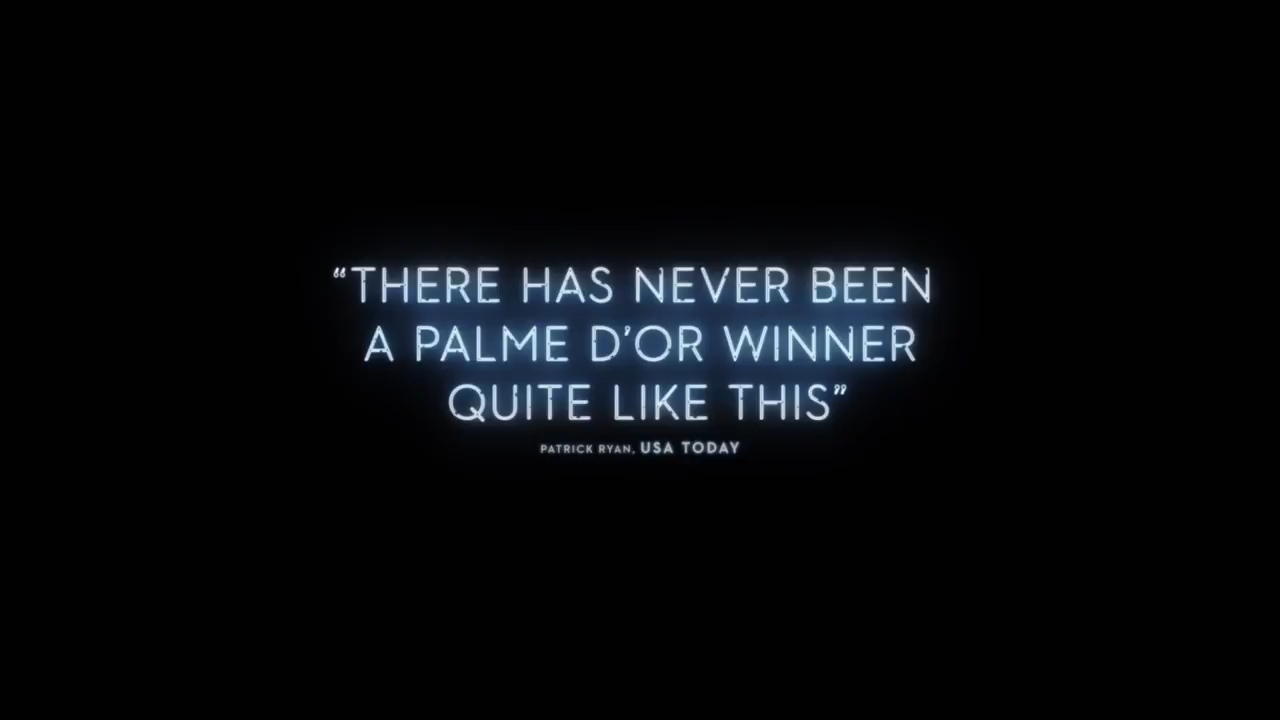 “THERE HAS NEVER BEEN
A PALME D’OR WINNER
QUITE LIKE THIS”
PATRICK RYAN, USA TODAY